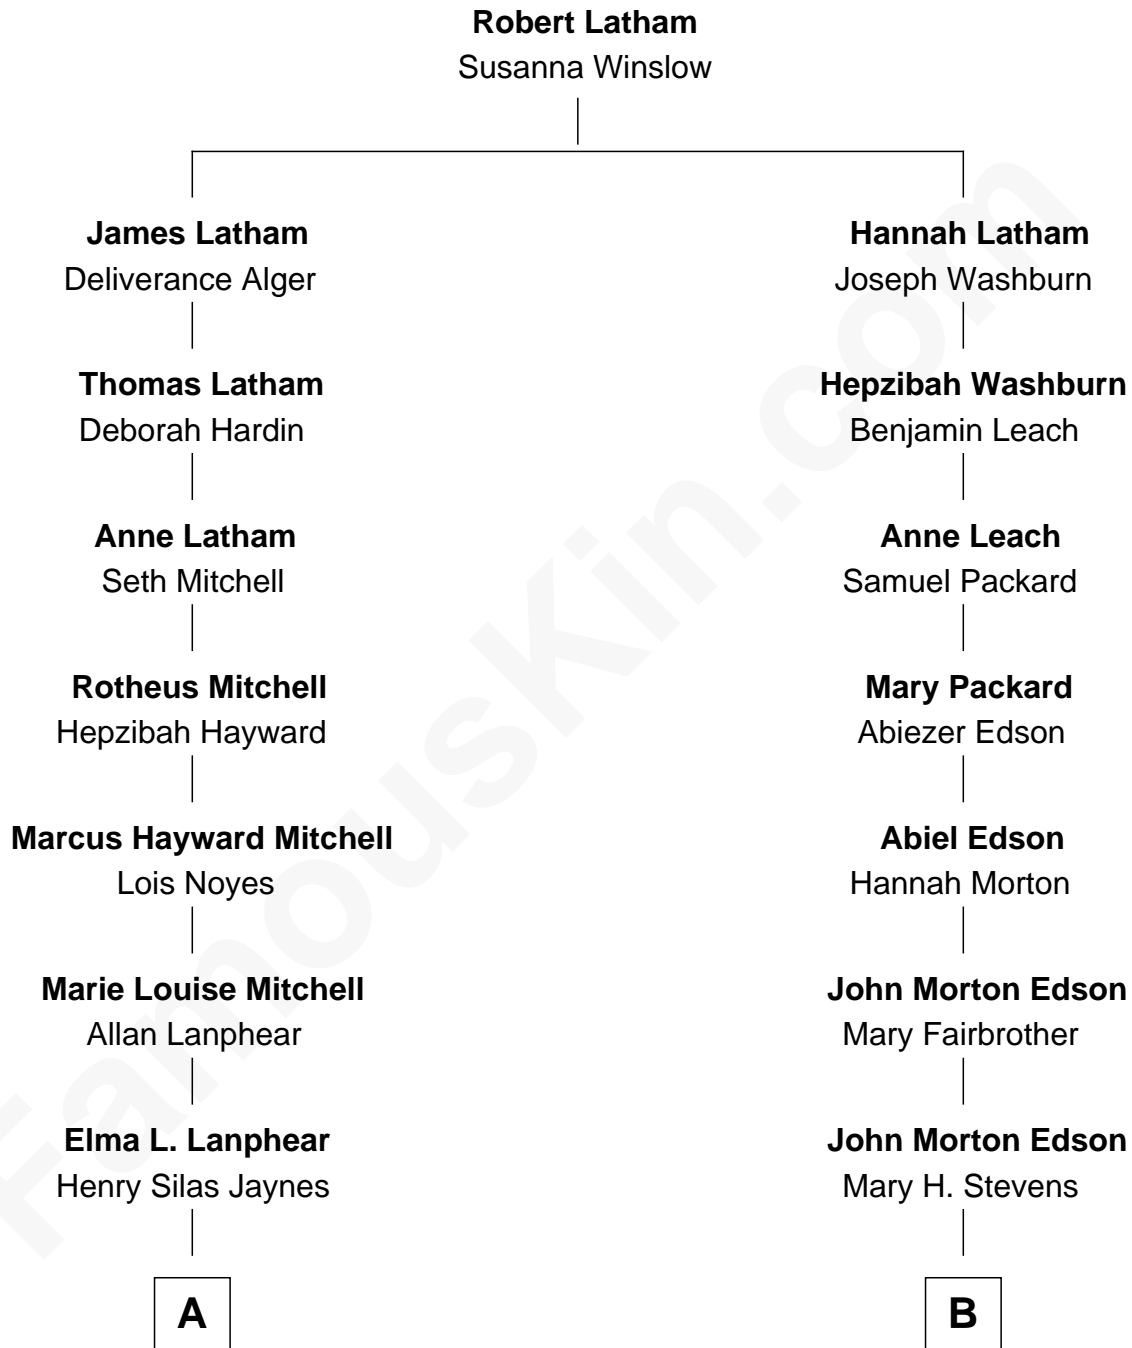 Robert Latham
Susanna Winslow
James Latham
Deliverance Alger
Hannah Latham
Joseph Washburn
Thomas Latham
Deborah Hardin
Hepzibah Washburn
Benjamin Leach
Anne Latham
Seth Mitchell
Anne Leach
Samuel Packard
Rotheus Mitchell
Hepzibah Hayward
Mary Packard
Abiezer Edson
Marcus Hayward Mitchell
Lois Noyes
Abiel Edson
Hannah Morton
Marie Louise Mitchell
Allan Lanphear
John Morton Edson
Mary Fairbrother
Elma L. Lanphear
Henry Silas Jaynes
John Morton Edson
Mary H. Stevens
A
B
FamousKin.com